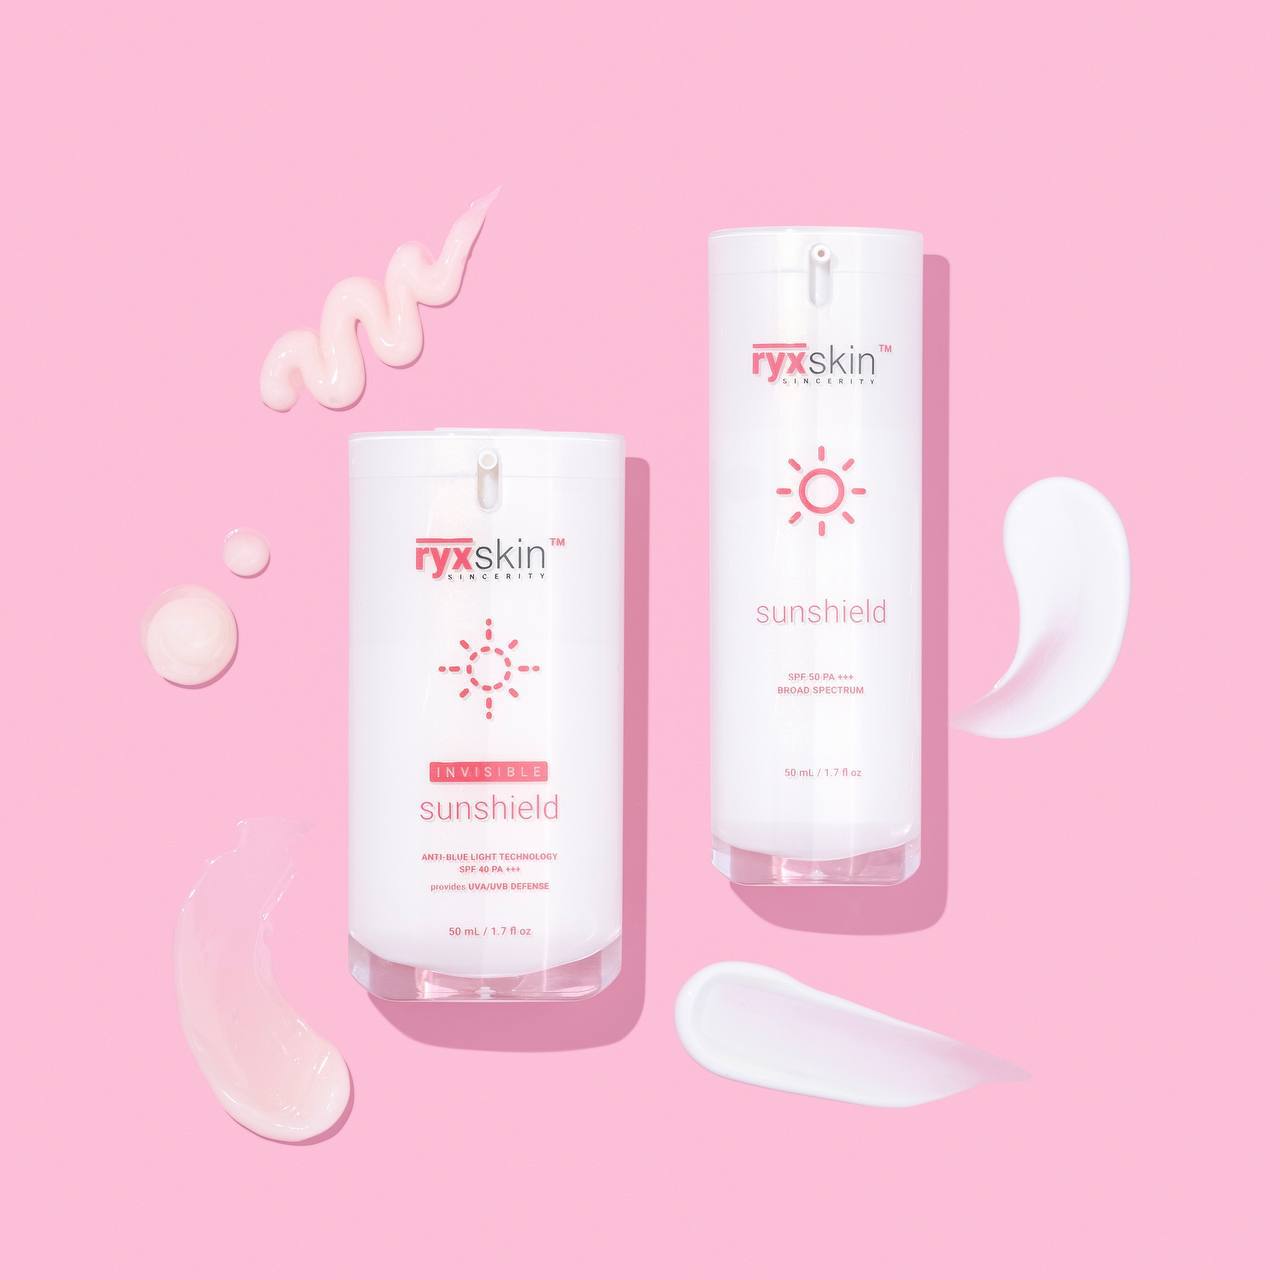 ryxskin™
SINCERITY
INVISIBLE
sunshield
ANTI-BLUE LIGHT TECHNOLOGY
SPF 40 PA +++
provides UVA/UVB DEFENSE
50 mL / 1.7 fl oz
ryxskin™
SINCERITY
sunshield
SPF 50 PA +++
BROAD SPECTRUM
50 mL / 1.7 fl oz